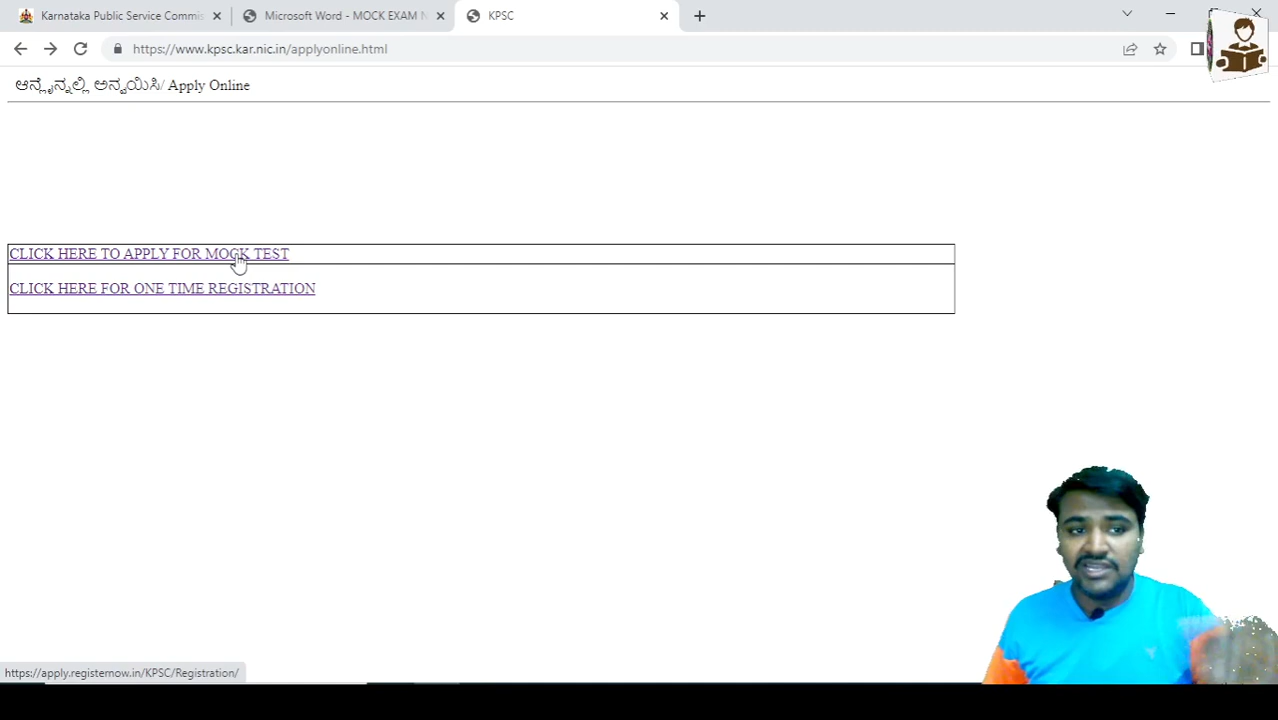 Karnataka Public Service Commis
Microsoft Word - MOCK EXAM N
KPSC
https://www.kpsc.kar.nic.in/applyonline.html
ಆನ್ಲೈನ್ನಲ್ಲಿ ಅನ್ವಯಿಸಿ/ Apply Online
CLICK HERE TO APPLY FOR MOCK TEST
CLICK HERE FOR ONE TIME REGISTRATION
https://apply.registernow.in/KPSC/Registration/